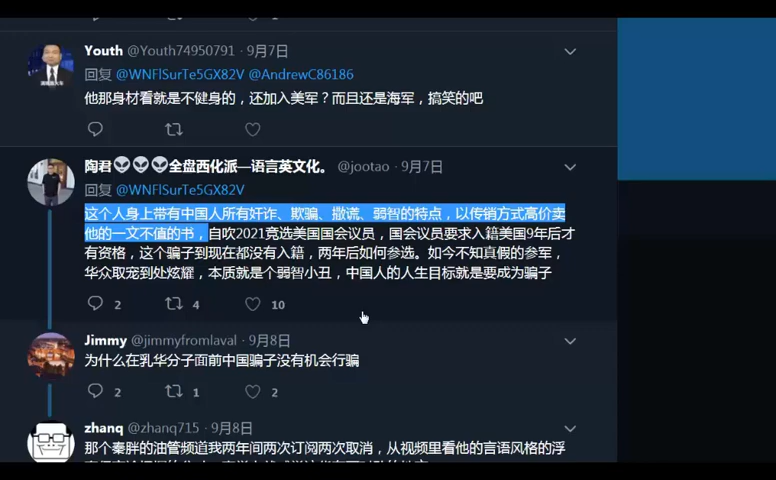 Youth @Youth74950791 · 9月7日
回复 @WNFlSurTe5GX82V @AndrewC86186
他那身材看就是不健身的，还加入美军？而且还是海军，搞笑的吧
陶君👽👽👽全盘西化派—语言英文化。 @jootao · 9月7日
回复 @WNFlSurTe5GX82V
这个人身上带有中国人所有奸诈、欺骗、撒谎、弱智的特点，以传销方式高价卖
他的一文不值的书，自吹2021竞选美国国会议员，国会议员要求入籍美国9年后才
有资格，这个骗子到现在都没有入籍，两年后如何参选。如今不知真假的参军，
华众取宠到处炫耀，本质就是个弱智小丑，中国人的人生目标就是要成为骗子
2 4 10
Jimmy @jimmyfromlaval · 9月8日
为什么在乳华分子面前中国骗子没有机会行骗
2 1 2
zhanq @zhanq715 · 9月8日
那个秦胖的油管频道我两年间两次订阅两次取消，从视频里看他的言语风格的浮